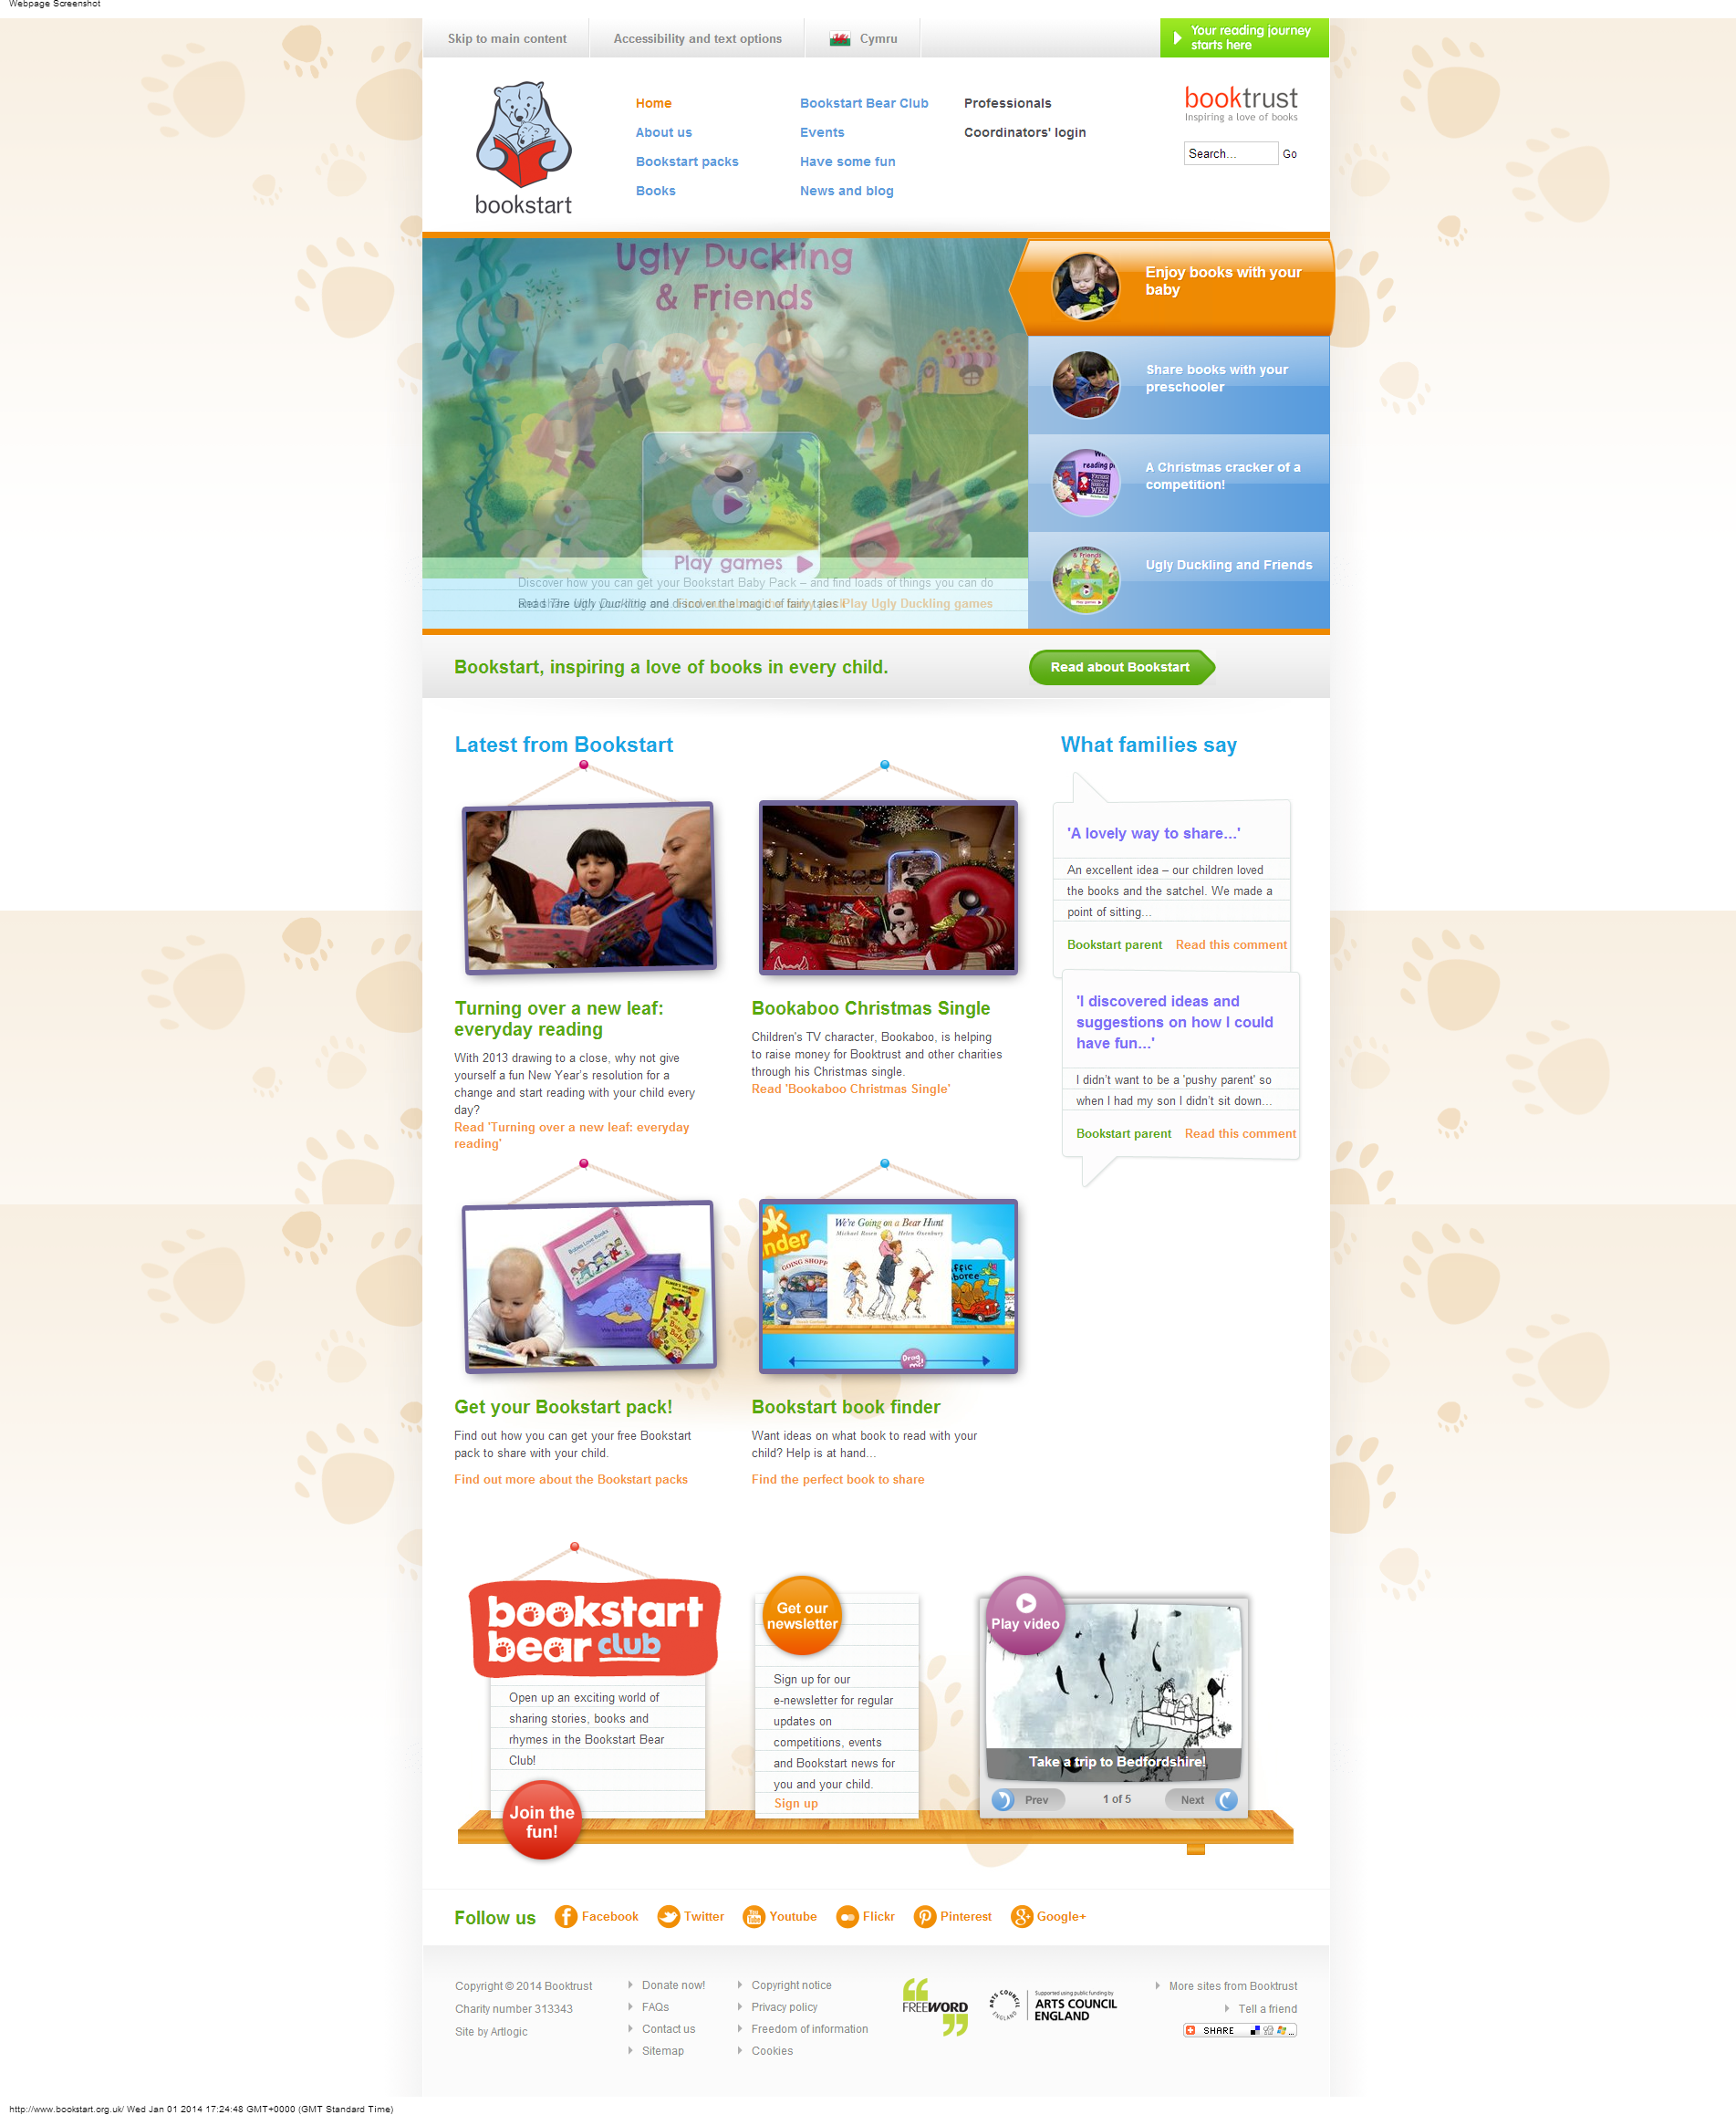 Webpage Screenshot
Skip to main content
Accessibility and text options
Cymru
Your reading journey
starts here
bookstart
Home
About us
Bookstart packs
Books
Bookstart Bear Club
Events
Have some fun
News and blog
Professionals
Coordinators' login
booktrust
Inspiring a love of books
Search...
Go
Ugly Duckling
& Friends
Play games
Discover how you can get your Bookstart Baby Pack – and find loads of things you can do
Read The Ugly Duckling and discover the magic of fairy tales Play Ugly Duckling games
Enjoy books with your
baby
Share books with your
preschooler
A Christmas cracker of a
competition!
Ugly Duckling and Friends
Bookstart, inspiring a love of books in every child.
Read about Bookstart
Latest from Bookstart
Turning over a new leaf:
everyday reading
With 2013 drawing to a close, why not give
yourself a fun New Year's resolution for a
change and start reading with your child every
day?
Read 'Turning over a new leaf: everyday
reading'
Bookaboo Christmas Single
Children's TV character, Bookaboo, is helping
to raise money for Booktrust and other charities
through his Christmas single.
Read 'Bookaboo Christmas Single'
What families say
'A lovely way to share...'
An excellent idea – our children loved
the books and the satchel. We made a
point of sitting...
Bookstart parent Read this comment
'I discovered ideas and
suggestions on how I could
have fun...'
I didn't want to be a 'pushy parent' so
when I had my son I didn't sit down...
Bookstart parent Read this comment
Babies Love Books
We're Going on a Bear Hunt
Michael Rosen Helen Oxenbury
GOING SHOPP
Drag
me!
Get your Bookstart pack!
Find out how you can get your free Bookstart
pack to share with your child.
Find out more about the Bookstart packs
Bookstart book finder
Want ideas on what book to read with your
child? Help is at hand...
Find the perfect book to share
bookstart
bear club
Open up an exciting world of
sharing stories, books and
rhymes in the Bookstart Bear
Club!
Join the
fun!
Get our
newsletter
Sign up for our
e-newsletter for regular
updates on
competitions, events
and Bookstart news for
you and your child.
Sign up
Play video
Take a trip to Bedfordshire!
Prev
1 of 5
Next
Follow us
Facebook
Twitter
Youtube
Flickr
Pinterest
Google+
Copyright © 2014 Booktrust
Charity number 313343
Site by Artlogic
Donate now!
FAQs
Contact us
Sitemap
Copyright notice
Privacy policy
Freedom of information
Cookies
FREEWORD
ARTS COUNCIL
ENGLAND
Supported using public funding by
ARTS COUNCIL
ENGLAND
More sites from Booktrust
Tell a friend
SHARE
http://www.bookstart.org.uk/ Wed Jan 01 2014 17:24:48 GMT+0000 (GMT Standard Time)